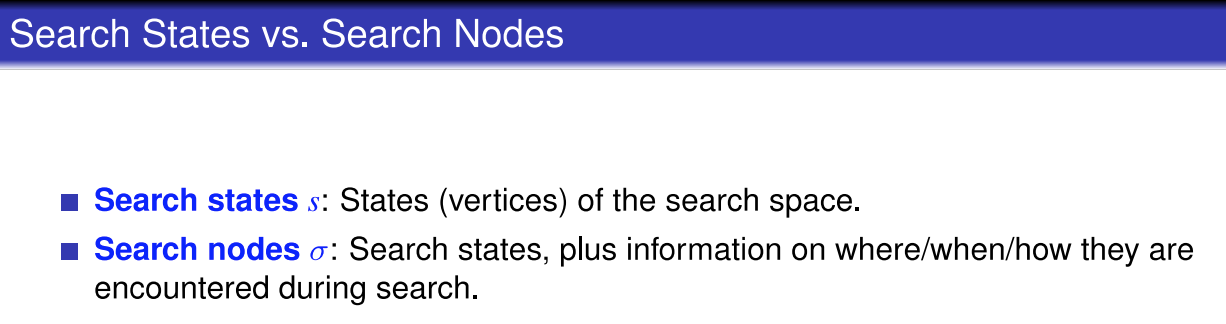 Search States vs. Search Nodes
■ Search states s: States (vertices) of the search space.
■ Search nodes σ: Search states, plus information on where/when/how they are
encountered during search.